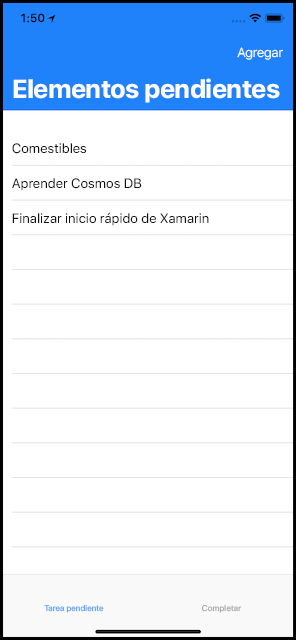 1:50
Agregar
Elementos pendientes
Comestibles
Aprender Cosmos DB
Finalizar inicio rápido de Xamarin
Tarea pendiente
Completar